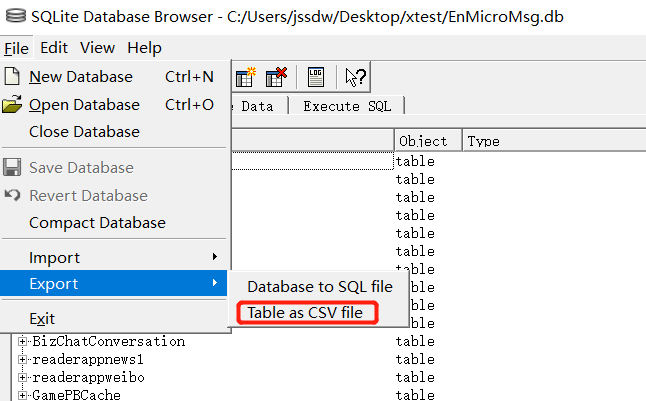 SQLite Database Browser - C:/Users/jssdw/Desktop/xtest/EnMicroMsg.db
File Edit View Help
New Database Ctrl+N
Open Database Ctrl+O
Close Database
Save Database
Revert Database
Compact Database
Import
Export
Exit
Database to SQL file
Table as CSV file
LOG
Data Execute SQL
Object Type
table
table
table
table
table
table
table
table
table
table
BizChatConversation table
readerappnews1 table
readerappweibo table
GamePBCache table